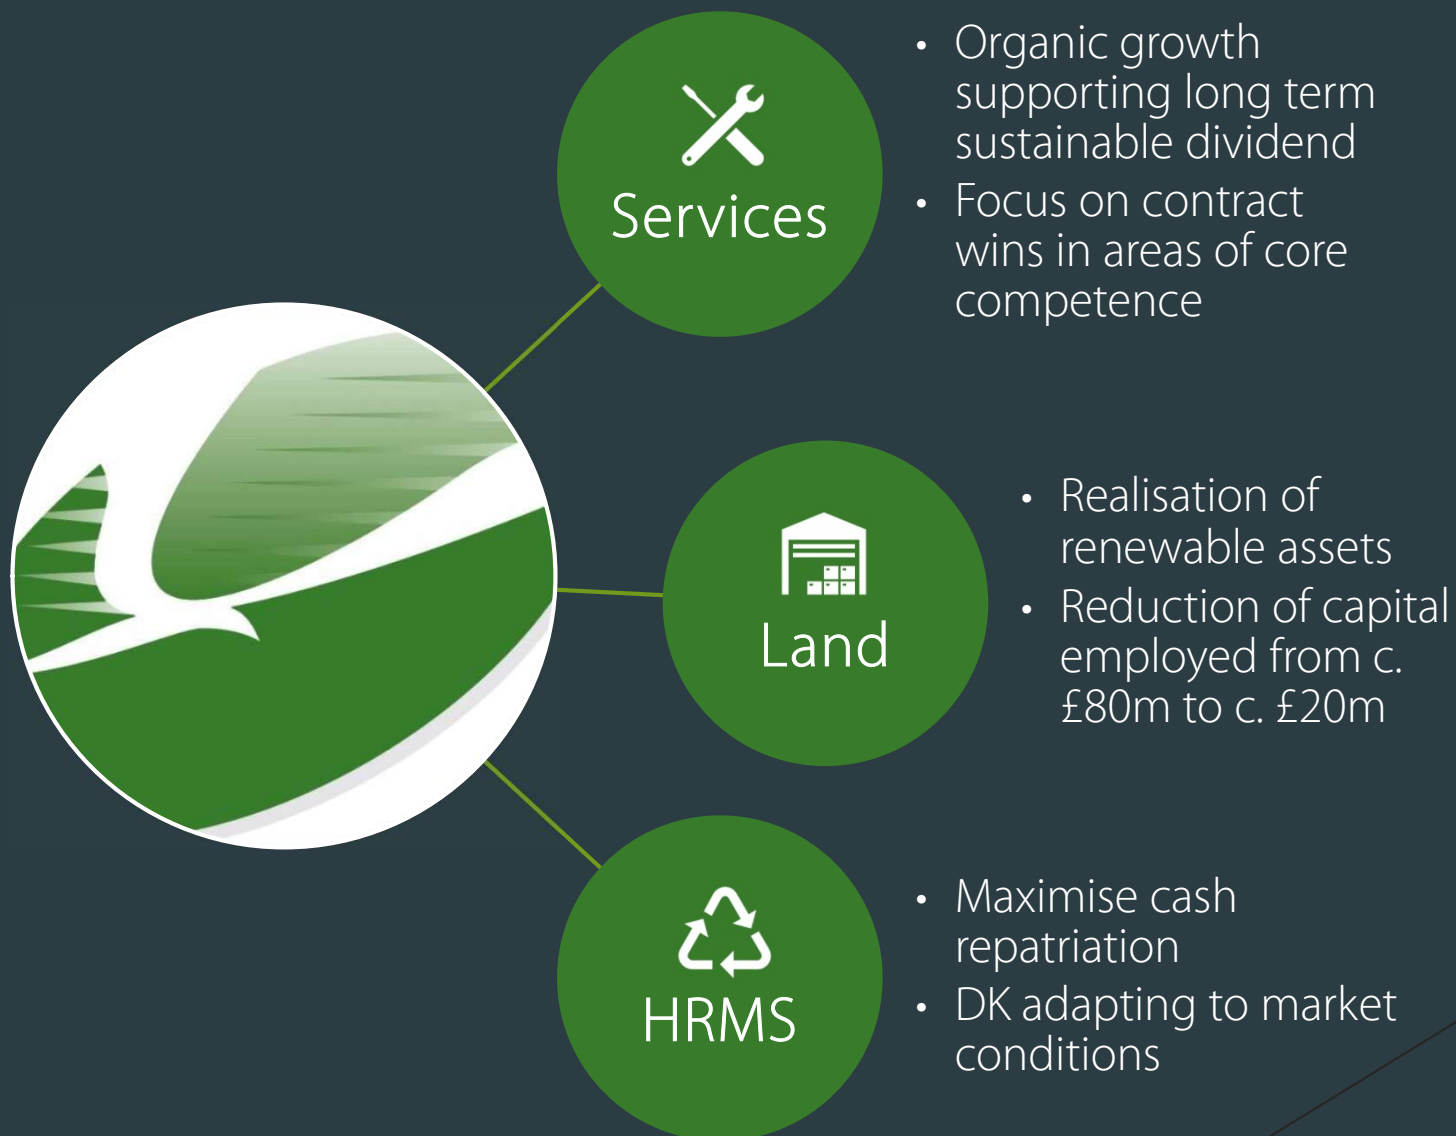 Services
• Organic growth
supporting long term
sustainable dividend
• Focus on contract
wins in areas of core
competence
Land
• Realisation of
renewable assets
• Reduction of capital
employed from c.
£80m to c. £20m
HRMS
• Maximise cash
repatriation
• DK adapting to market
conditions